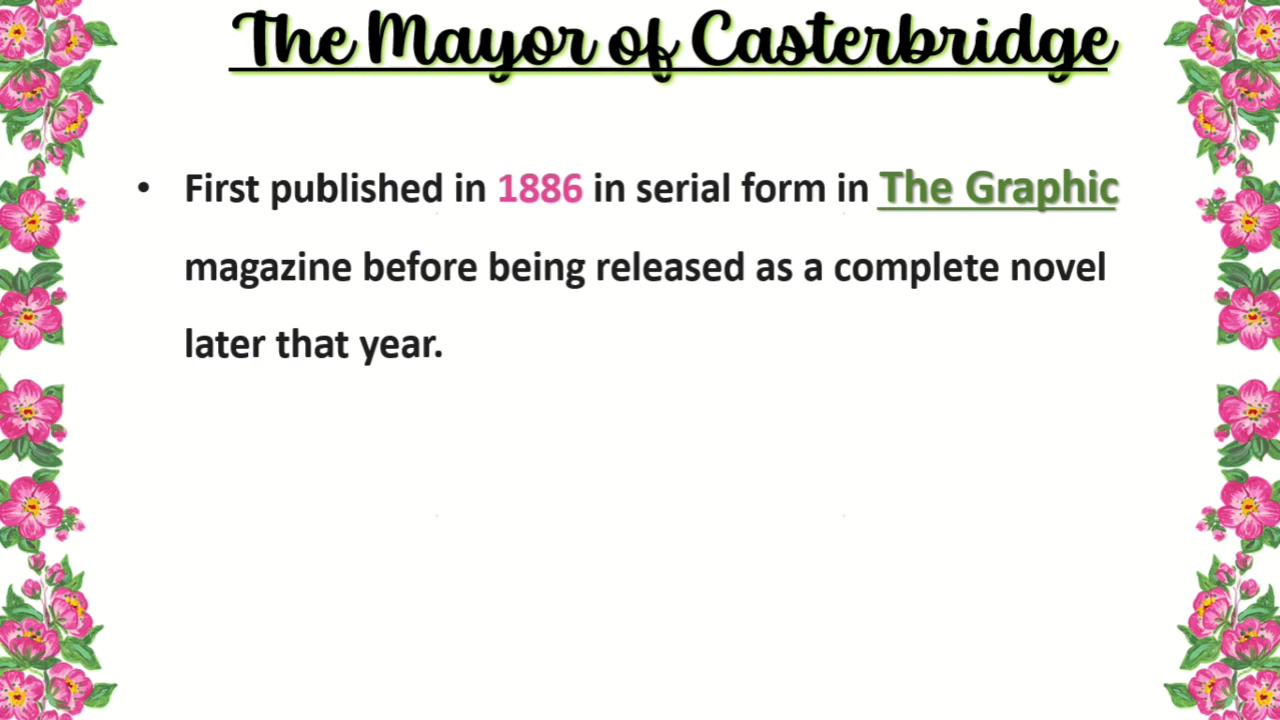 The Mayor of Casterbridge
• First published in 1886 in serial form in The Graphic
magazine before being released as a complete novel
later that year.